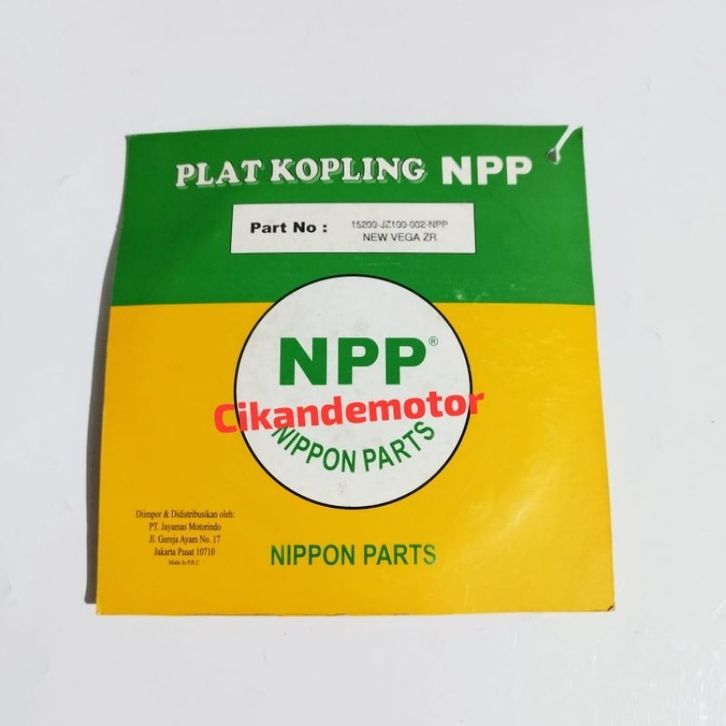 PLAT KOPLING NPP
Part No :
15200-JZ100-002-NPP
NEW VEGA ZR
NPP®
Cikandemotor
NIPPON PARTS
Diimpor & Didistribusikan oleh:
PT. Jayamas Motorindo
Jl. Gereja Ayam No. 17
Jakarta Pusat 10710
Made In P.R.C
NIPPON PARTS